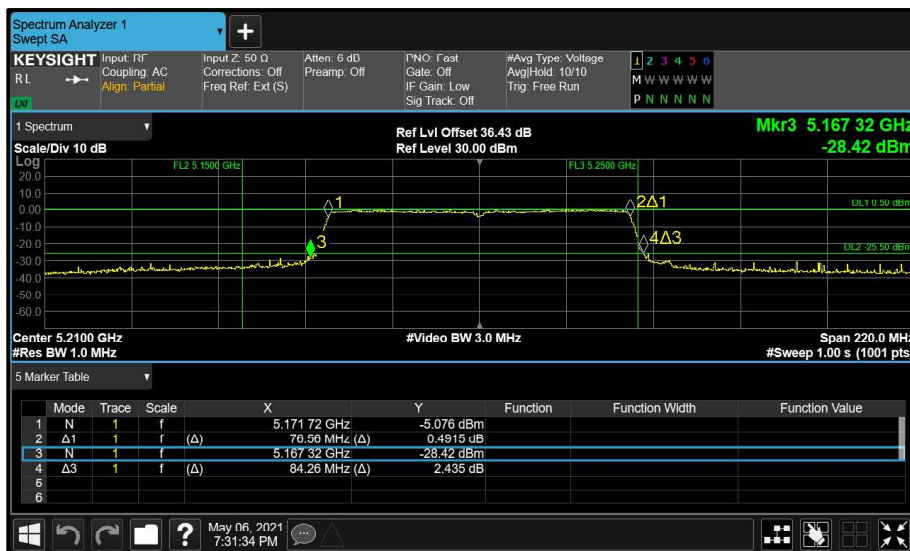 Spectrum Analyzer 1
Swept SA
+
KEYSIGHT Input: RF Input Z: 50 Ω Atten: 6 dB PNO: Fast #Avg Type: Voltage 1 2 3 4 5 6
RL Coupling: AC Corrections: Off Preamp: Off Gate: Off Avg|Hold: 10/10 M W W W W W
Align: Partial Freq Ref: Ext (S) IF Gain: Low Trig: Free Run
LXI Sig Track: Off P N N N N N
1 Spectrum Ref Lvl Offset 36.43 dB Mkr3 5.167 32 GHz
Scale/Div 10 dB Ref Level 30.00 dBm -28.42 dBm
Log FL2 5.1500 GHz FL3 5.2500 GHz
20.0
10.0
0.00 1 2Δ1 DL1 0.50 dBm
-10.0
-20.0 3 4Δ3 DL2 -25.50 dBm
-30.0
-40.0
-50.0
-60.0
Center 5.2100 GHz #Video BW 3.0 MHz Span 220.0 MHz
#Res BW 1.0 MHz #Sweep 1.00 s (1001 pts
5 Marker Table
Mode Trace Scale X Y Function Function Width Function Value
1 N 1 f 5.171 72 GHz -5.076 dBm
2 Δ1 1 f (Δ) 76.56 MHz (Δ) 0.4915 dB
3 N 1 f 5.167 32 GHz -28.42 dBm
4 Δ3 1 f (Δ) 84.26 MHz (Δ) 2.435 dB
5
6
? May 06, 2021
7:31:34 PM